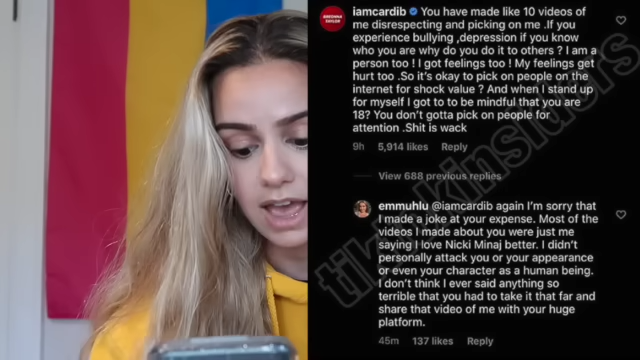 BREONNA
TAYLOR
iamcardib You have made like 10 videos of
me disrespecting and picking on me .If you
experience bullying ,depression if you know
who you are why do you do it to others ? I am a
person too ! I got feelings too ! My feelings get
hurt too .So it's okay to pick on people on the
internet for shock value ? And when I stand up
for myself I got to to be mindful that you are
18? You don't gotta pick on people for
attention .Shit is wack
9h 5,914 likes Reply
View 688 previous replies
emmuhlu @iamcardib again I'm sorry that
I made a joke at your expense. Most of the
videos I made about you were just me
saying I love Nicki Minaj better. I didn't
personally attack you or your appearance
or even your character as a human being.
I don't think I ever said anything so
terrible that you had to take it that far and
share that video of me with your huge
platform.
45m 137 likes Reply
tiktokinsiders